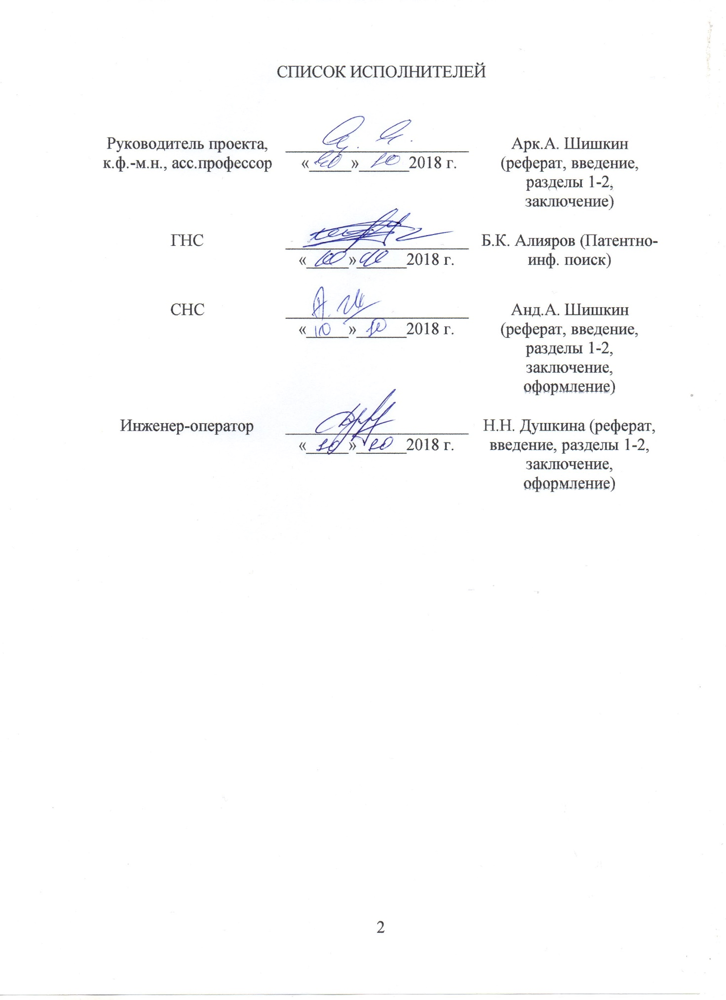 СПИСОК ИСПОЛНИТЕЛЕЙ
Руководитель проекта,
к.ф.-м.н., асс.профессор
«10» 10 2018 г.
Арк.А. Шишкин
(реферат, введение,
разделы 1-2,
заключение)
ГНС
«10» 10 2018 г.
Б.К. Алияров (Патентно-
инф. поиск)
СНС
«10» 10 2018 г.
Анд.А. Шишкин
(реферат, введение,
разделы 1-2,
заключение,
оформление)
Инженер-оператор
«10» 10 2018 г.
Н.Н. Душкина (реферат,
введение, разделы 1-2,
заключение,
оформление)
2